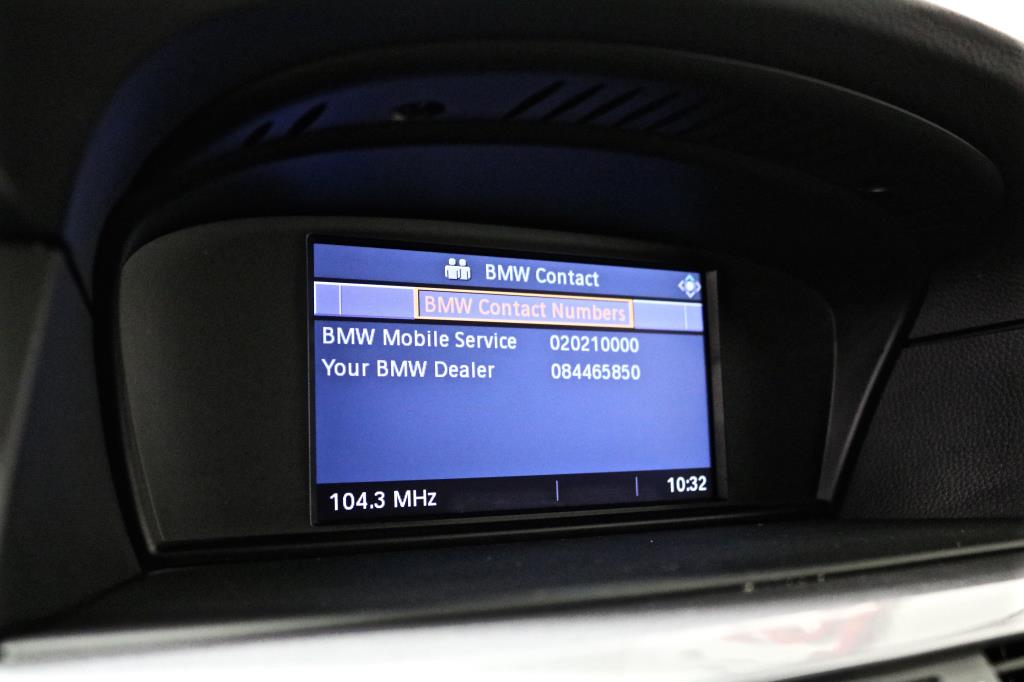 BMW Contact
BMW Contact Numbers
BMW Mobile Service 020210000
Your BMW Dealer 084465850
104.3 MHz 10:32